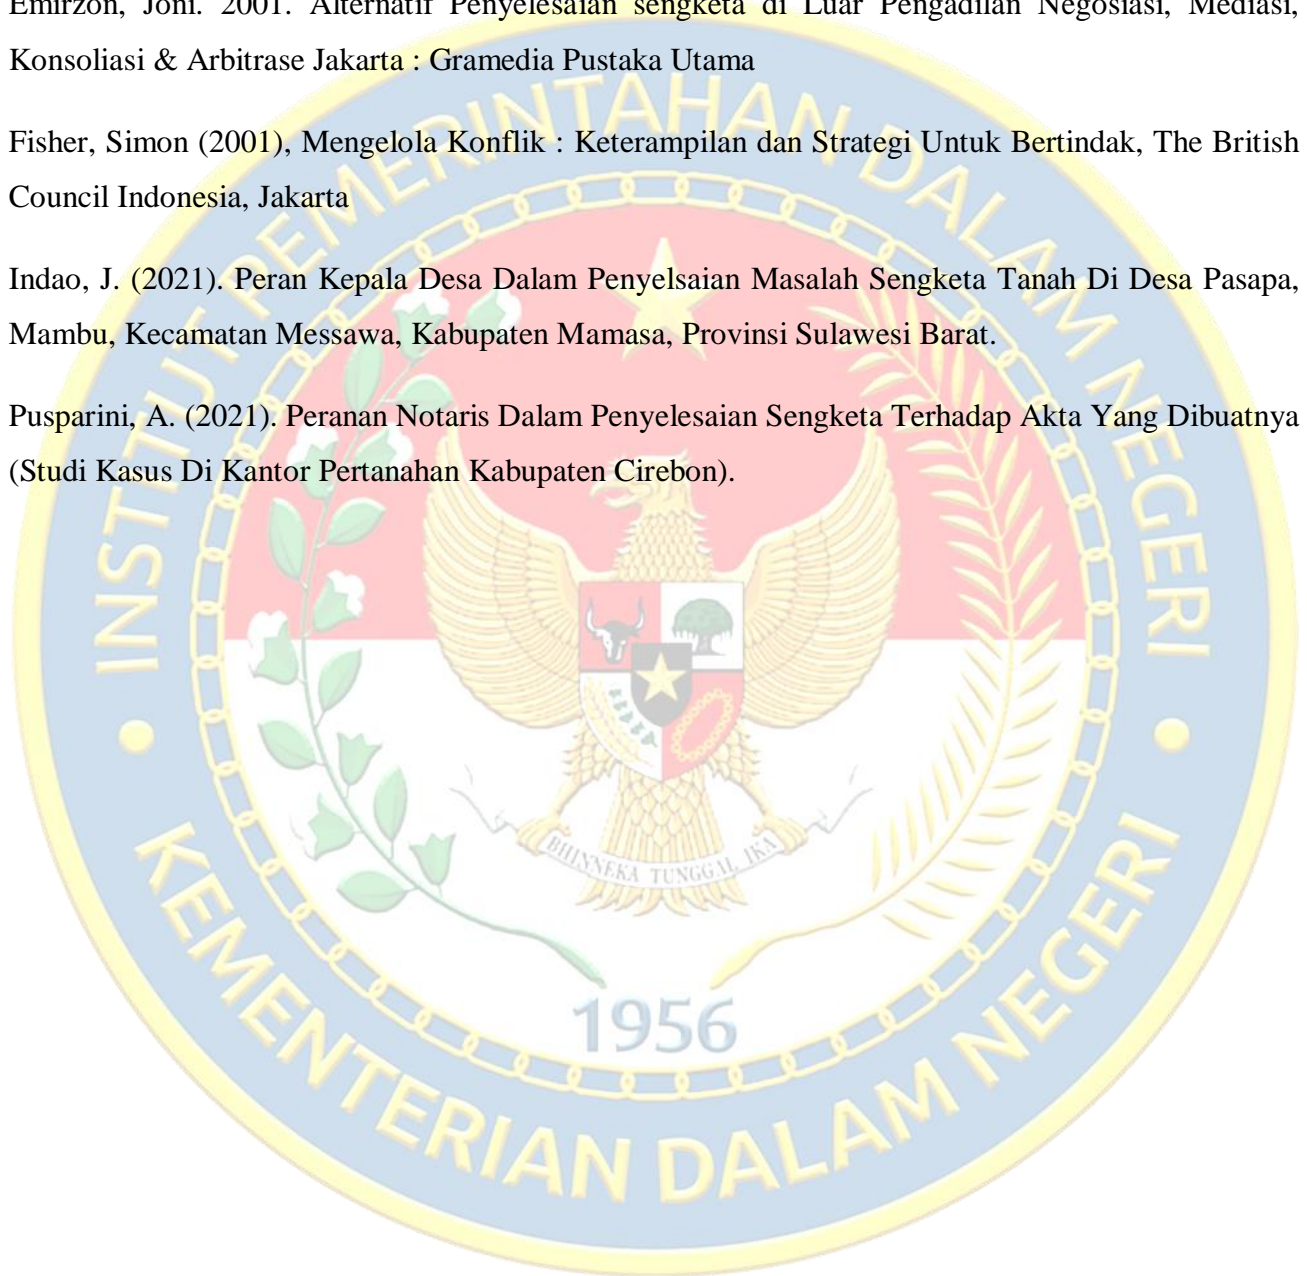 Emirzon, Joni. 2001. Alternatif Penyelesaian sengketa di Luar Pengadilan Negosiasi, Mediasi,
Konsoliasi & Arbitrase Jakarta : Gramedia Pustaka Utama
Fisher, Simon (2001), Mengelola Konflik : Keterampilan dan Strategi Untuk Bertindak, The British
Council Indonesia, Jakarta
Indao, J. (2021). Peran Kepala Desa Dalam Penyelsaian Masalah Sengketa Tanah Di Desa Pasapa,
Mambu, Kecamatan Messawa, Kabupaten Mamasa, Provinsi Sulawesi Barat.
Pusparini, A. (2021). Peranan Notaris Dalam Penyelesaian Sengketa Terhadap Akta Yang Dibuatnya
(Studi Kasus Di Kantor Pertanahan Kabupaten Cirebon).
INSTITUT PEMERINTAHAN DALAM NEGERI
BHINNEKA TUNGGAL IKA
1956
KEMENTERIAN DALAM NEGERI